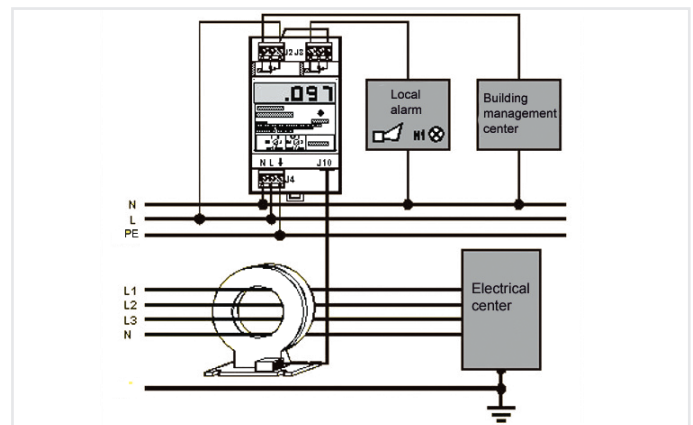 J2 J3
.097
N L J10
J4
Local
alarm
H1
Building
management
center
N
L
PE
L1
L2
L3
N
Electrical
center